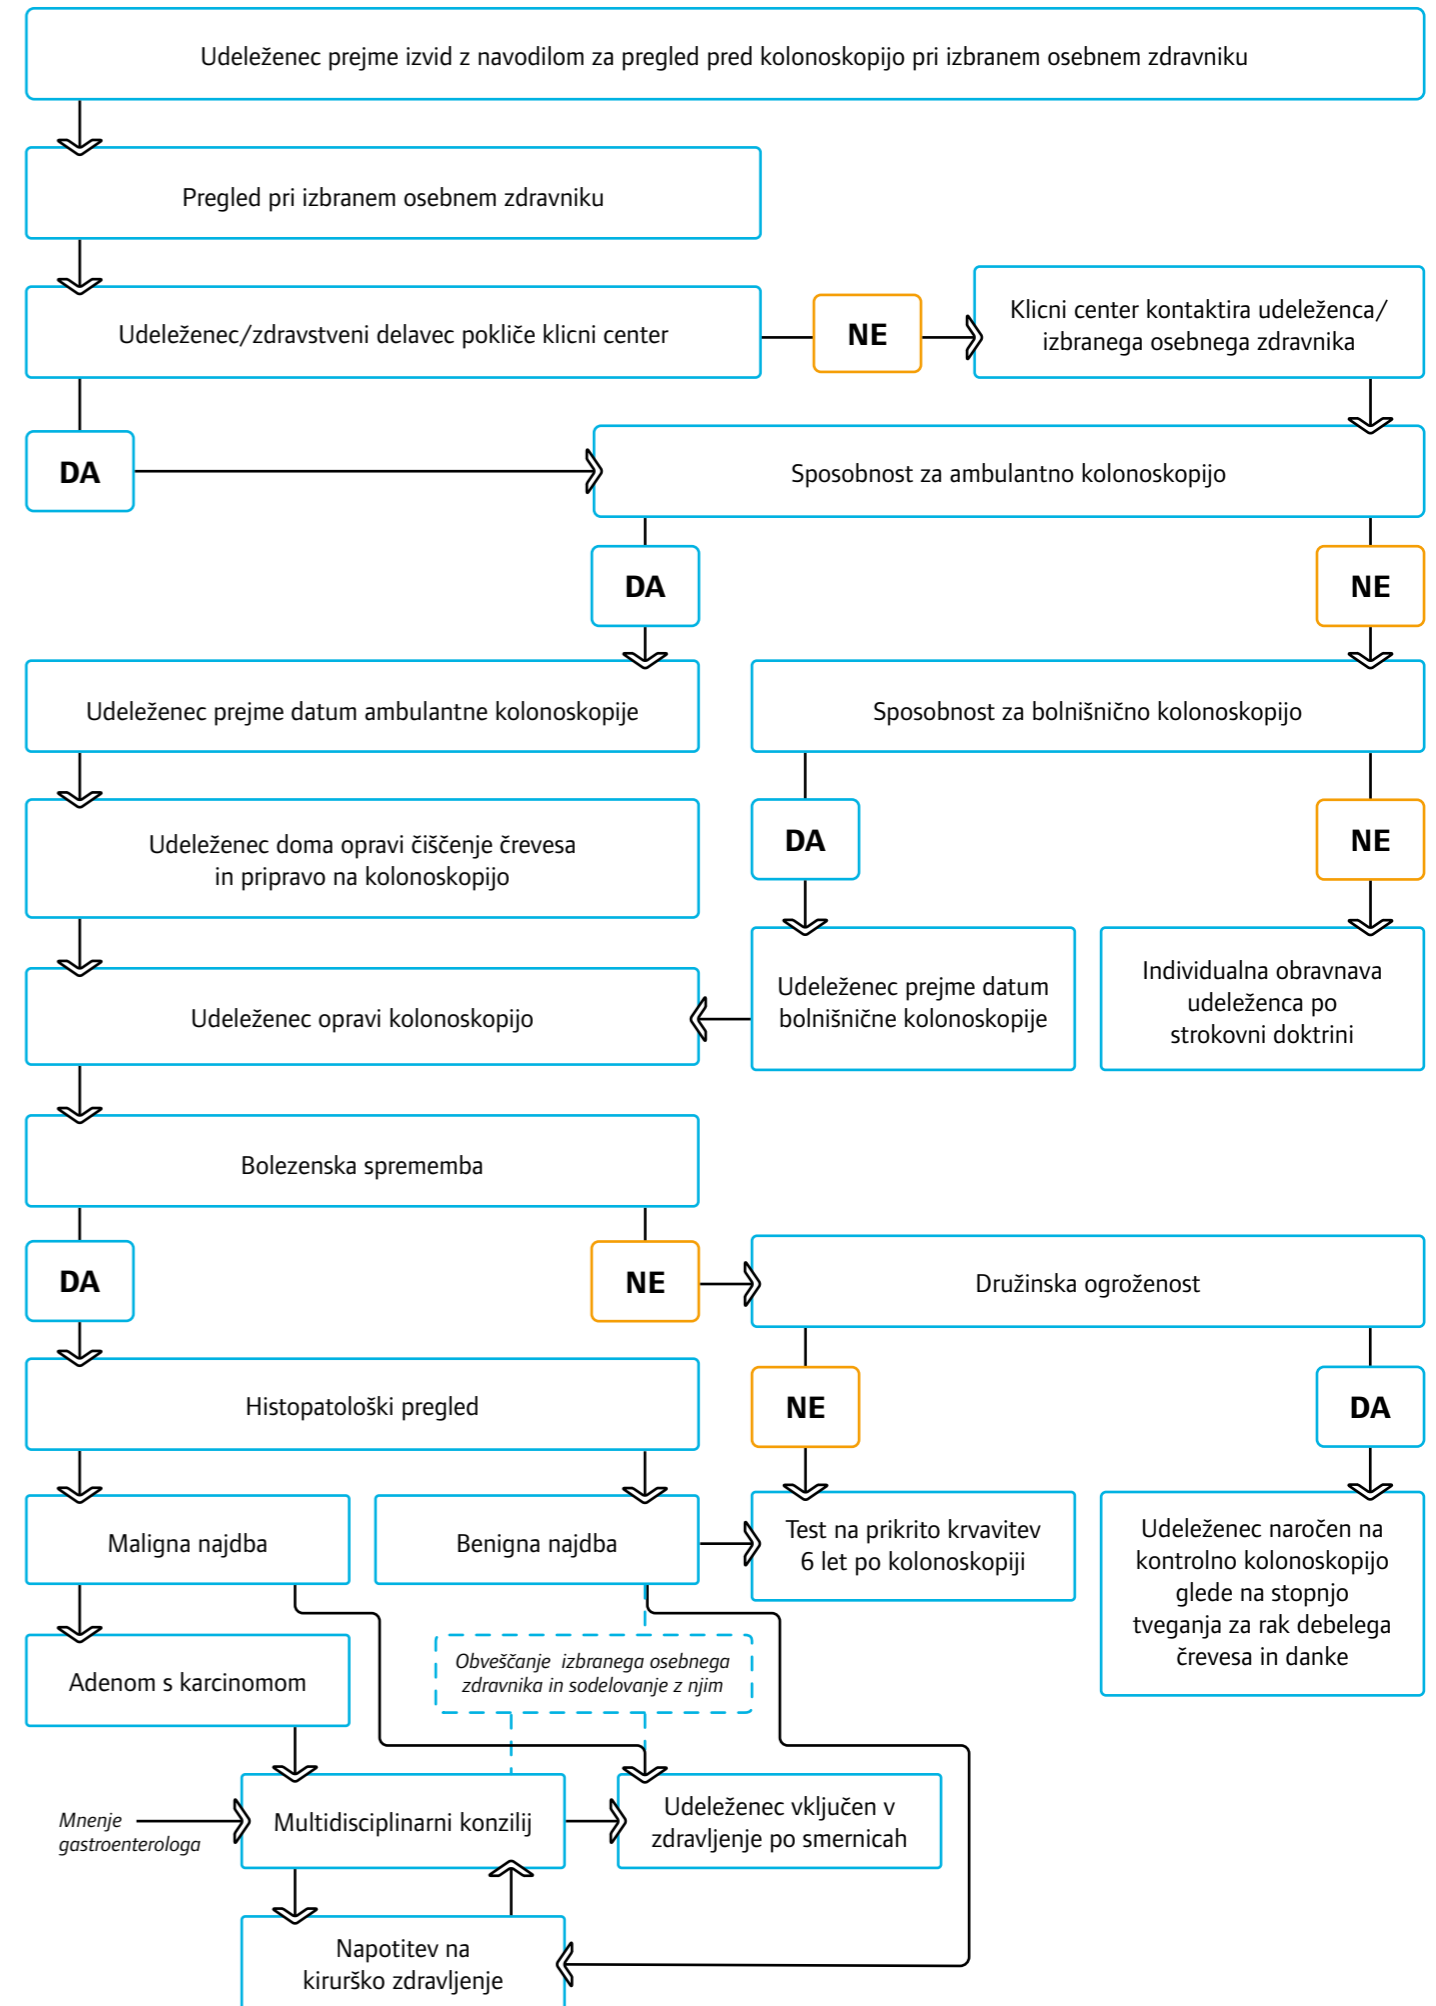 Udeleženec prejme izvid z navodilom za pregled pred kolonoskopijo pri izbranem osebnem zdravniku
Pregled pri izbranem osebnem zdravniku
Udeleženec/zdravstveni delavec pokliče klicni center
NE
Klicni center kontaktira udeleženca/
izbranega osebnega zdravnika
DA
Sposobnost za ambulantno kolonoskopijo
DA
NE
Udeleženec prejme datum ambulantne kolonoskopije
Sposobnost za bolnišnično kolonoskopijo
Udeleženec doma opravi čiščenje črevesa
in pripravo na kolonoskopijo
DA
NE
Udeleženec opravi kolonoskopijo
Udeleženec prejme datum
bolnišnične kolonoskopije
Individualna obravnava
udeleženca po
strokovni doktrini
Bolezenska sprememba
DA
NE
Družinska ogroženost
Histopatološki pregled
NE
DA
Maligna najdba
Benigna najdba
Test na prikrito krvavitev
6 let po kolonoskopiji
Udeleženec naročen na
kontrolno kolonoskopijo
glede na stopnjo
tveganja za rak debelega
črevesa in danke
Adenom s karcinomom
Obveščanje izbranega osebnega
zdravnika in sodelovanje z njim
Mnenje
gastroenterologa
Multidisciplinarni konzilij
Udeleženec vključen v
zdravljenje po smernicah
Napotitev na
kirurško zdravljenje